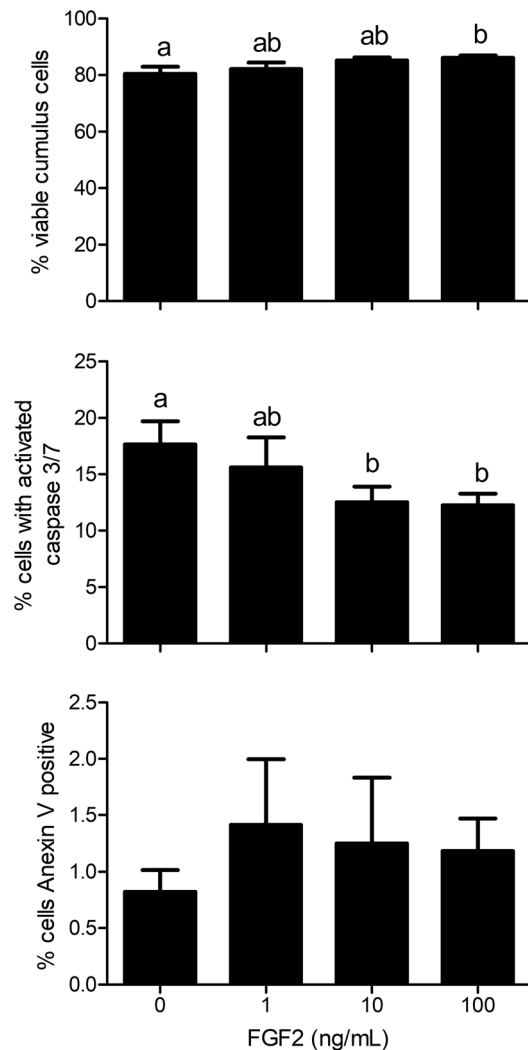 % viable cumulus cells
100
80
60
40
20
0
a
ab
ab
b
% cells with activated
caspase 3/7
25
20
15
10
5
0
a
ab
b
b
% cells Anexin V positive
2.5
2.0
1.5
1.0
0.5
0.0
0
1
10
100
FGF2 (ng/mL)